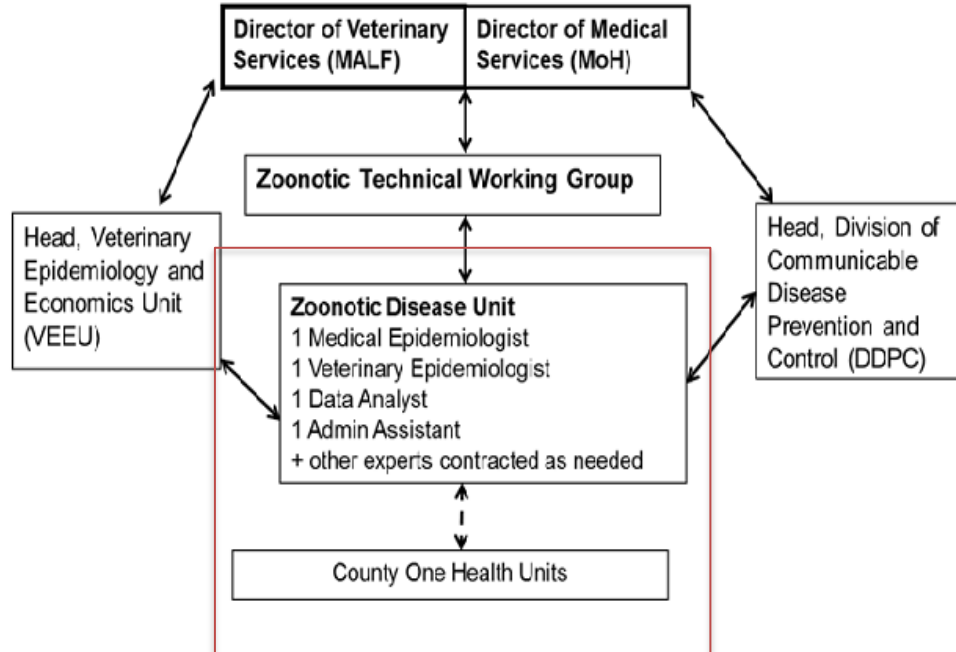 Director of Veterinary
Services (MALF)
Director of Medical
Services (MoH)
Zoonotic Technical Working Group
Head, Veterinary
Epidemiology and
Economics Unit
(VEEU)
Zoonotic Disease Unit
1 Medical Epidemiologist
1 Veterinary Epidemiologist
1 Data Analyst
1 Admin Assistant
+ other experts contracted as needed
Head, Division of
Communicable
Disease
Prevention and
Control (DDPC)
County One Health Units